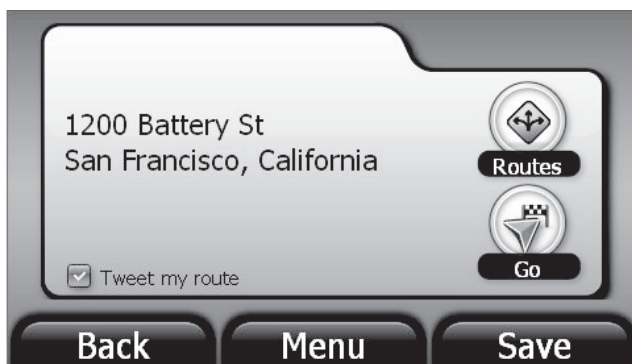 1200 Battery St
San Francisco, California
Routes
Go
Tweet my route
Back
Menu
Save